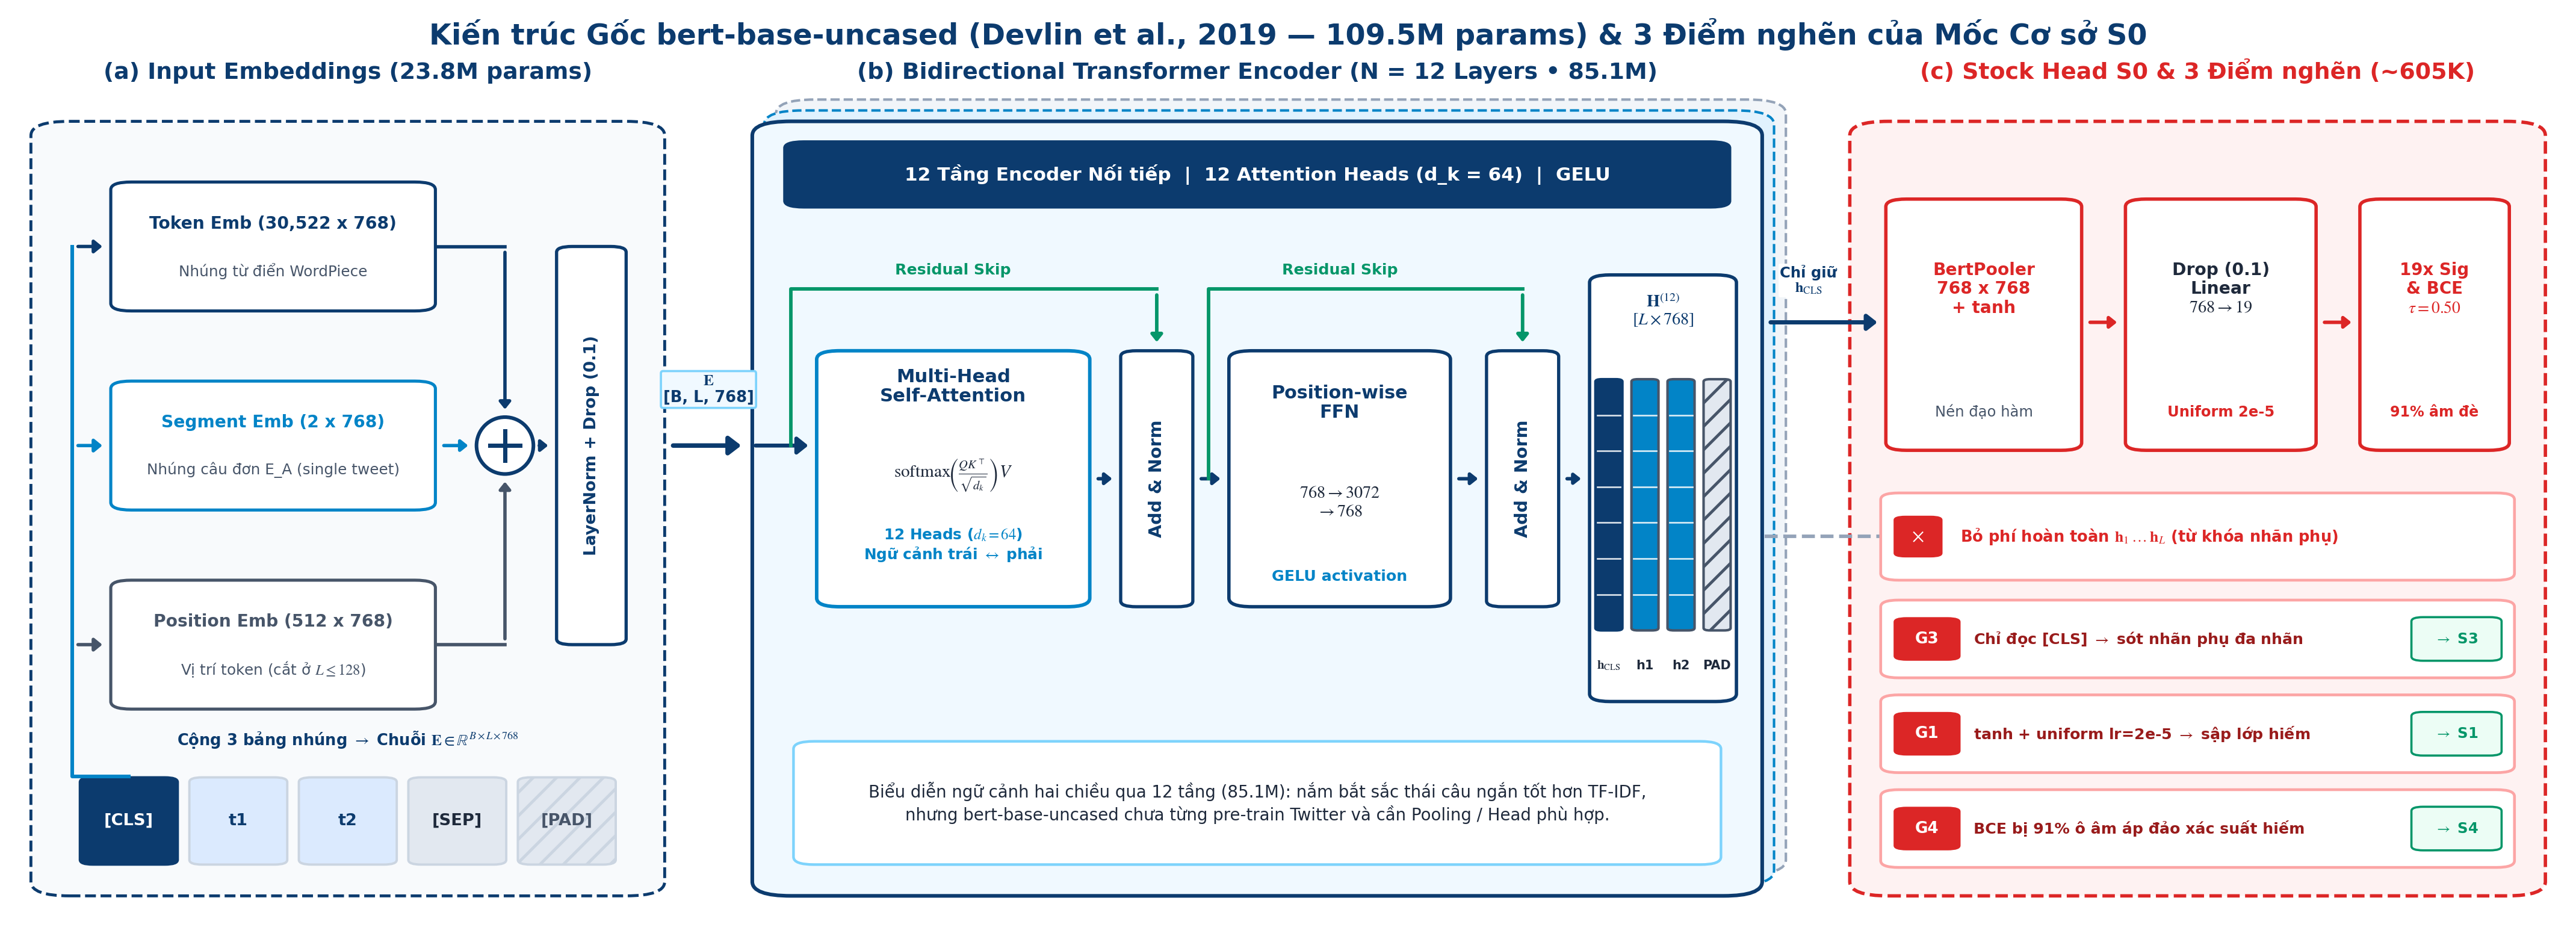 Kiến trúc Gốc bert-base-uncased (Devlin et al., 2019 — 109.5M params) & 3 Điểm nghẽn của Mốc Cơ sở S0
(a) Input Embeddings (23.8M params)
Token Emb (30,522 x 768)
Nhúng từ điển WordPiece
Segment Emb (2 x 768)
Nhúng câu đơn E_A (single tweet)
Position Emb (512 x 768)
Vị trí token (cắt ở L ≤ 128)
LayerNorm + Drop (0.1)
Cộng 3 bảng nhúng → Chuỗi E ∈ ℝ^{B×L×768}
[CLS]
t1
t2
[SEP]
[PAD]
E
[B, L, 768]
(b) Bidirectional Transformer Encoder (N = 12 Layers • 85.1M)
12 Tầng Encoder Nối tiếp | 12 Attention Heads (d_k = 64) | GELU
Residual Skip
Residual Skip
Multi-Head
Self-Attention
softmax(QK^⊤/√d_k)V
12 Heads (d_k = 64)
Ngữ cảnh trái ↔ phải
Add & Norm
Position-wise
FFN
768 → 3072
→ 768
GELU activation
Add & Norm
H^(12)
[L × 768]
h_CLS
h1
h2
PAD
Biểu diễn ngữ cảnh hai chiều qua 12 tầng (85.1M): nắm bắt sắc thái câu ngắn tốt hơn TF-IDF,
nhưng bert-base-uncased chưa từng pre-train Twitter và cần Pooling / Head phù hợp.
Chỉ giữ
h_CLS
(c) Stock Head S0 & 3 Điểm nghẽn (~605K)
BertPooler
768 x 768
+ tanh
Nén đạo hàm
Drop (0.1)
Linear
768 → 19
Uniform 2e-5
19x Sig
& BCE
τ = 0.50
91% âm đè
× Bỏ phí hoàn toàn h_1 … h_L (từ khóa nhãn phụ)
G3 Chỉ đọc [CLS] → sót nhãn phụ đa nhãn → S3
G1 tanh + uniform lr=2e-5 → sập lớp hiếm → S1
G4 BCE bị 91% ô âm áp đảo xác suất hiếm → S4